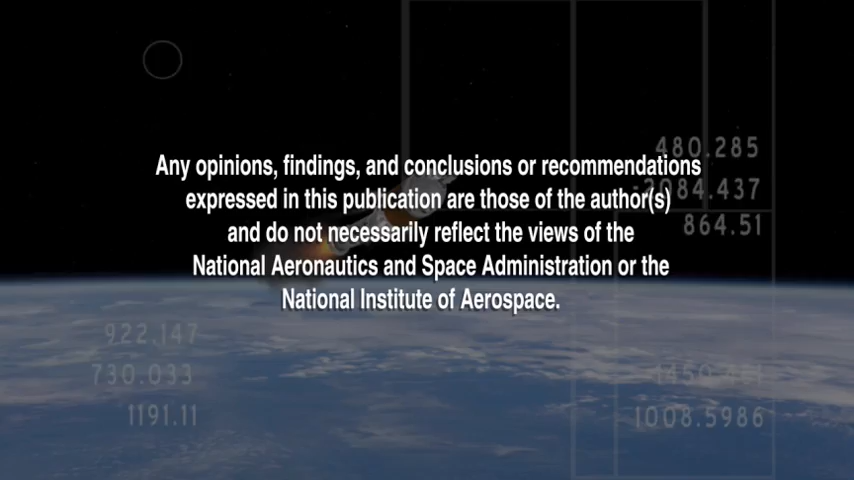 Any opinions, findings, and conclusions or recommendations
expressed in this publication are those of the author(s)
and do not necessarily reflect the views of the
National Aeronautics and Space Administration or the
National Institute of Aerospace.
480.285
864.51
922.147
730.033
1191.11
1008.5986